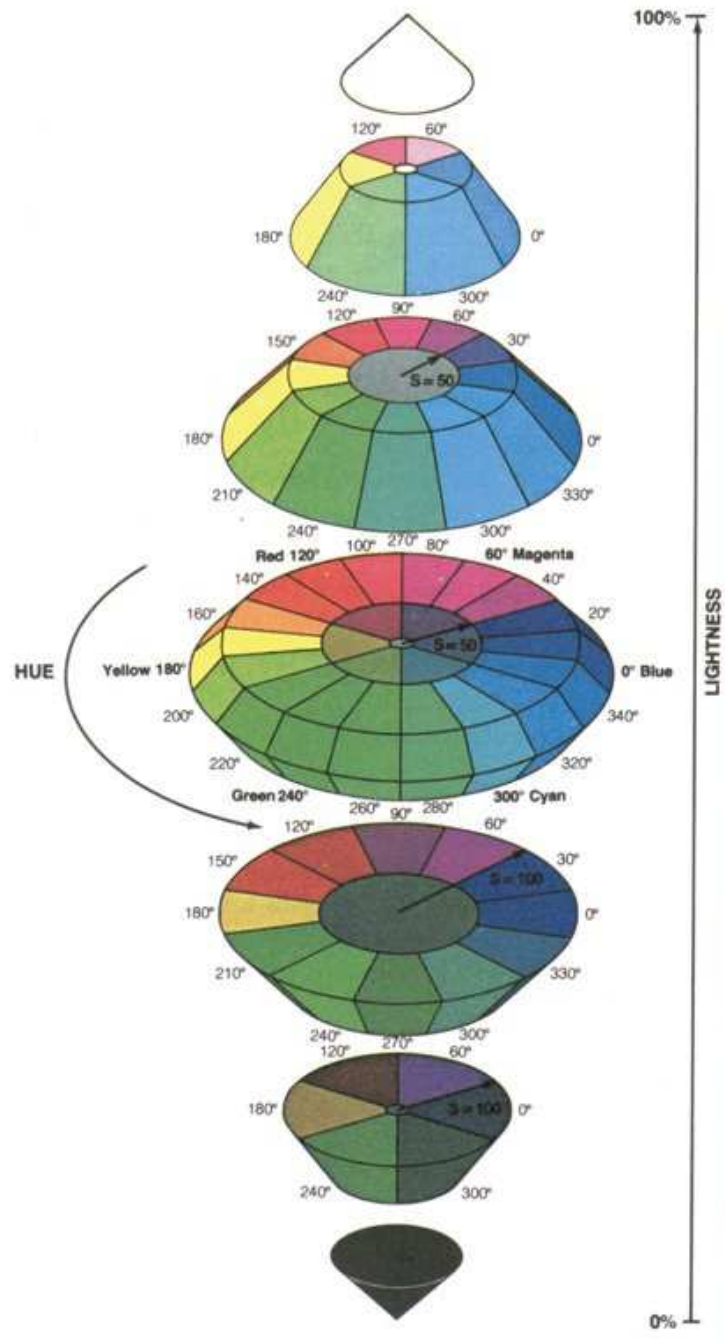 100%
120° 60°
180° 0°
240° 300°
90°
120° 60°
150° 30°
S = 50
180° 0°
210° 330°
240° 300°
270°
Red 120° 100° 80° 60° Magenta
140° 40°
160° 20°
S = 50
HUE
Yellow 180° 0° Blue
200° 340°
220° 320°
Green 240° 260° 280° 300° Cyan
90°
120° 60°
150° 30°
S = 100
180° 0°
210° 330°
240° 300°
270°
120° 60°
180° S = 100 0°
240° 300°
LIGHTNESS
0%